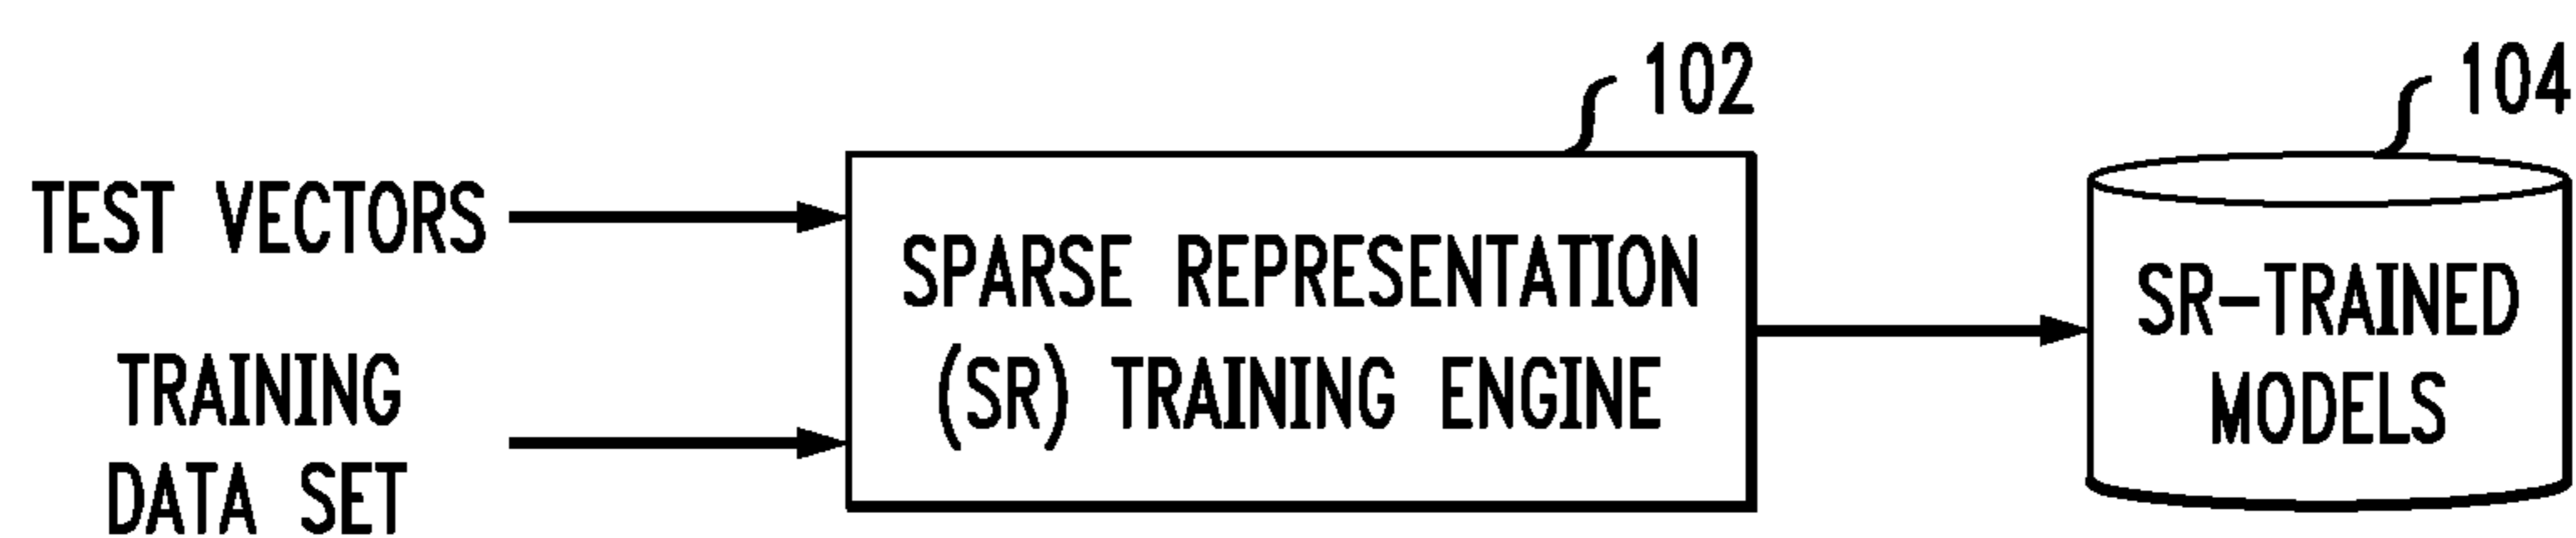 102
104
TEST VECTORS
SPARSE REPRESENTATION
(SR) TRAINING ENGINE
TRAINING
DATA SET
SR-TRAINED
MODELS